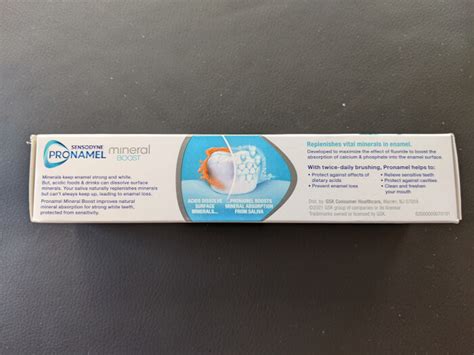 SENSODYNE
PRONAMEL
mineral
BOOST
Minerals keep enamel strong and white.
But, acidic foods & drinks can dissolve surface
minerals. Your saliva naturally replenishes minerals
but can't always keep up, leading to enamel loss.
Pronamel Mineral Boost improves natural
mineral absorption for strong white teeth,
protected from sensitivity.
ACIDS DISSOLVE
SURFACE
MINERALS...
PRONAMEL BOOSTS
MINERAL ABSORPTION
FROM SALIVA
Replenishes vital minerals in enamel.
Developed to maximize the effect of fluoride to boost the
absorption of calcium & phosphate into the enamel surface.
With twice-daily brushing, Pronamel helps to:
• Protect against effects of
dietary acids
• Prevent enamel loss
• Relieve sensitive teeth
• Protect against cavities
• Clean and freshen
your mouth
Dist. by: GSK Consumer Healthcare, Warren, NJ 07059
©2021 GSK group of companies or its licensor
Trademarks owned or licensed by GSK.